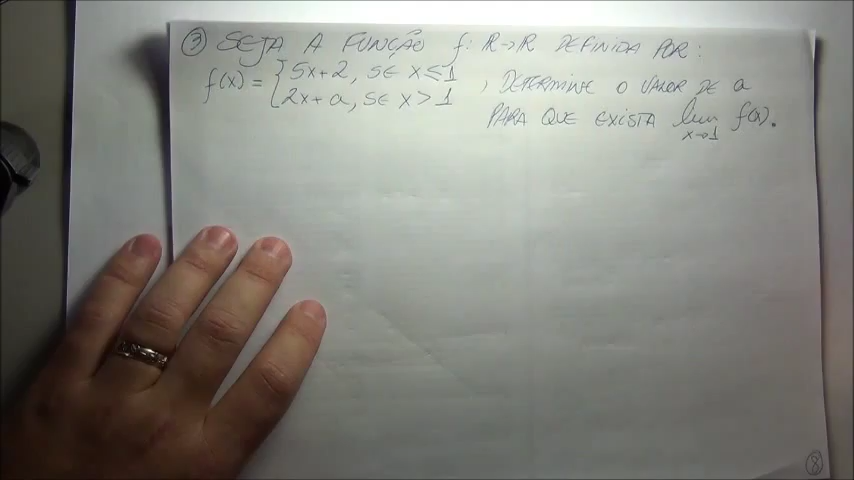 ③ SEJA A FUNÇÃO f: ℝ→ℝ DEFINIDA POR:
f(x) = { 5x+2, SE x≤1
2x+a, SE x>1 , DETERMINE O VALOR DE a
PARA QUE EXISTA lim f(x).
x→1
⑧